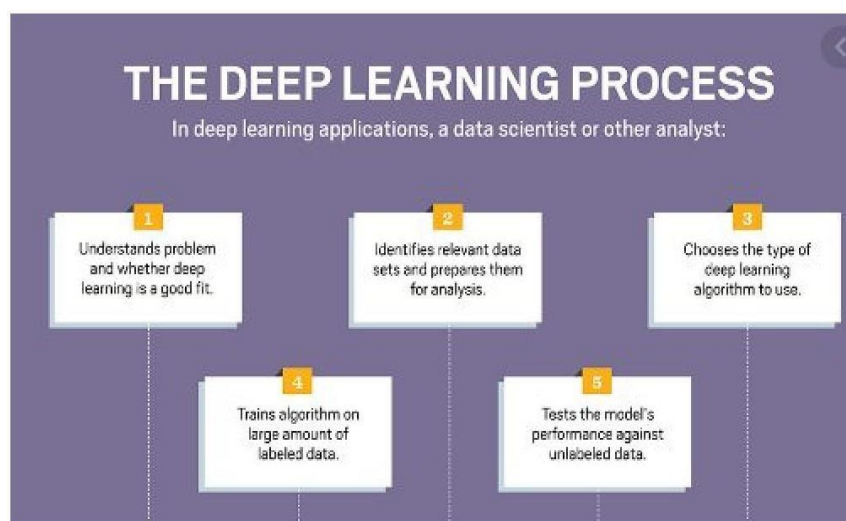 THE DEEP LEARNING PROCESS
In deep learning applications, a data scientist or other analyst:
1
Understands problem
and whether deep
learning is a good fit.
2
Identifies relevant data
sets and prepares them
for analysis.
3
Chooses the type of
deep learning
algorithm to use.
4
Trains algorithm on
large amount of
labeled data.
5
Tests the model's
performance against
unlabeled data.